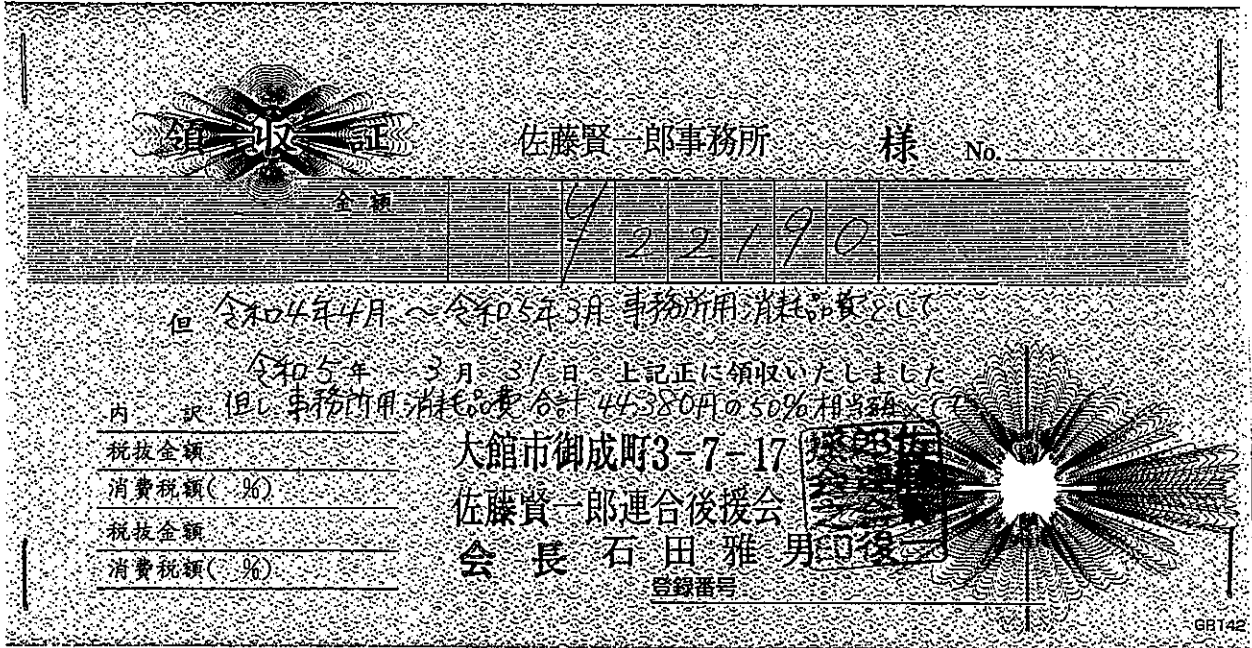 領収証 佐藤賢一郎事務所 様 No.
金額 ¥22190-
但 令和4年4月~令和5年3月 事務所用消耗品費として
令和5年 3月 31日 上記正に領収いたしました
内訳 但し事務所用消耗品費合計44,380円の50%相当額
税抜金額
消費税額( %)
税抜金額
消費税額( %)
大館市御成町3-7-17
佐藤賢一郎連合後援会
会長 石田雅男
登録番号
GB142